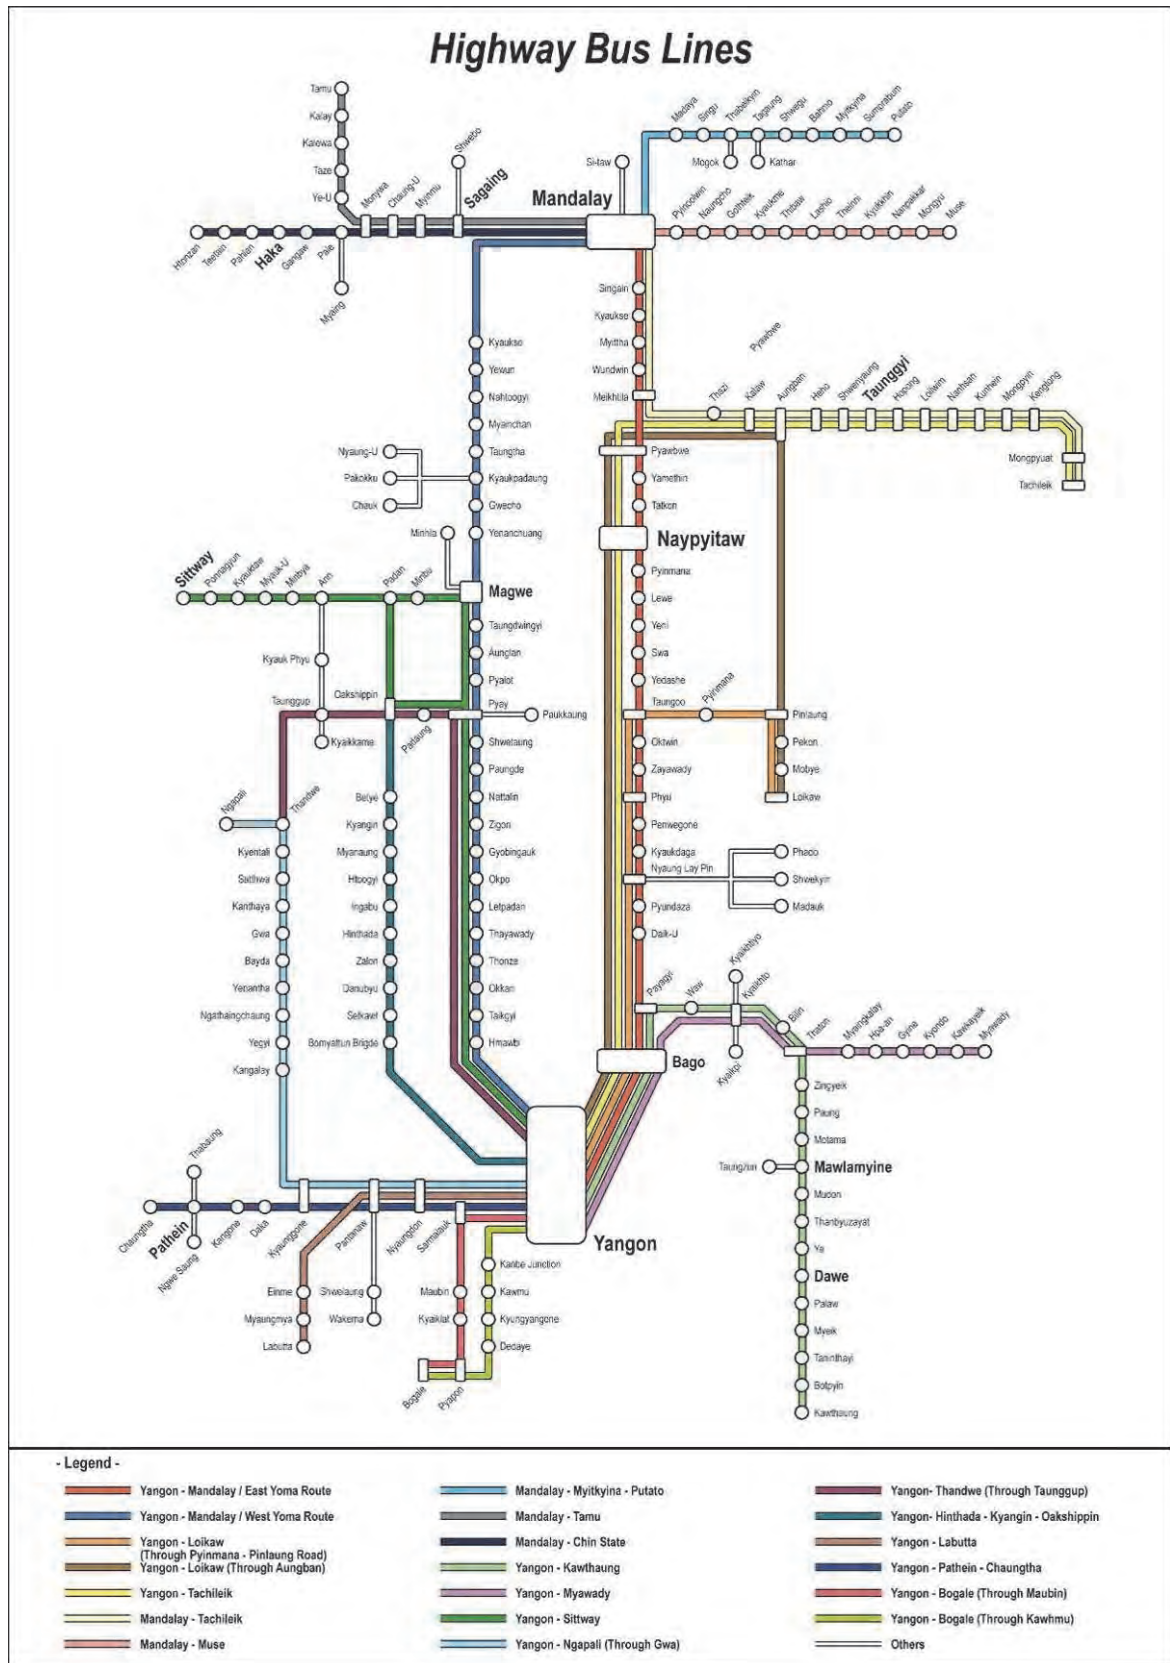 Highway Bus Lines
Tamu
Kalay
Kalewa
Taze
Ye-U
Monywa
Chaung-U
Myinmu
Shwebo
Sagaing
Si-taw
Mandalay
Madaya
Singu
Thabeikyin
Tagaung
Shwegu
Bahmo
Myitkyina
Sumprabum
Putato
Mogok
Kathar
Pyinoolwin
Naungcho
Gothteik
Kyaukme
Thibaw
Lashio
Theinni
Kyukkhin
Nanpakkar
Mongyu
Muse
Htonzan
Teetain
Pahlan
Haka
Gangaw
Pale
Myaing
Singain
Kyaukse
Myittha
Wundwin
Meikhtila
Kyaukse
Yewun
Nahtoogyi
Myainchan
Taungtha
Kyaukpadaung
Gwecho
Yenanchuang
Nyaung-U
Pakokku
Chauk
Minhla
Pyawbwe
Thazi
Kalaw
Aungban
Heho
Shwenyaung
Taunggyi
Hopong
Loilwim
Nanhsan
Kunhein
Mongpyin
Kenglong
Mongpyuat
Tachileik
Pyawbwe
Yamethin
Tatkon
Naypyitaw
Pyinmana
Lewe
Yeni
Swa
Yedashe
Taungoo
Pyinmana
Pinlaung
Pekon
Mobye
Loikaw
Sittway
Ponnagyun
Kyauktaw
Myauk-U
Minbya
Ann
Padan
Minbu
Magwe
Taungdwingyi
Aunglan
Pyalot
Pyay
Kyauk Phyu
Taunggup
Oakshippin
Kyaikkame
Padaung
Paukkaung
Shwelaung
Paungde
Nattalin
Zigon
Gyobingauk
Okpo
Letpadan
Thayawady
Thonze
Okkan
Taikgyi
Hmawbi
Oktwin
Zayawady
Phyu
Penwegone
Kyaukdaga
Nyaung Lay Pin
Pyundaza
Daik-U
Phado
Shwekyin
Madauk
Ngapali
Thandwe
Kyentali
Satthwa
Kanthaya
Gwa
Bayda
Yenantha
Ngathaingchaung
Yegyi
Kangalay
Betye
Kyangin
Myanaung
Htoogyi
Ingabu
Hinthada
Zalon
Danubyu
Setkawt
Bomyattun Brigde
Payagyi
Waw
Kyaikhtiyo
Kyaikhto
Kyaikpi
Bilin
Thaton
Myaingkalay
Hpa-an
Gyine
Kyondo
Kawkayeik
Myawady
Bago
Zingyeik
Paung
Motama
Taungzun
Mawlamyine
Mudon
Thanbyuzayat
Ye
Dawe
Palaw
Myeik
Taninthayi
Botpyin
Kawthaung
Thabaung
Chaungtha
Pathein
Ngwe Saung
Kangone
Daka
Kyaunggone
Pantanaw
Nyaungdon
Sarmalauk
Yangon
Einme
Myaungmya
Labutta
Shwelaung
Wakema
Maubin
Kyaiklat
Bogale
Pyapon
Kanbe Junction
Kawmu
Kyungyangone
Dedaye
- Legend -
Yangon - Mandalay / East Yoma Route
Yangon - Mandalay / West Yoma Route
Yangon - Loikaw
(Through Pyinmana - Pinlaung Road)
Yangon - Loikaw (Through Aungban)
Yangon - Tachileik
Mandalay - Tachileik
Mandalay - Muse
Mandalay - Myitkyina - Putato
Mandalay - Tamu
Mandalay - Chin State
Yangon - Kawthaung
Yangon - Myawady
Yangon - Sittway
Yangon - Ngapali (Through Gwa)
Yangon- Thandwe (Through Taunggup)
Yangon- Hinthada - Kyangin - Oakshippin
Yangon - Labutta
Yangon - Pathein - Chaungtha
Yangon - Bogale (Through Maubin)
Yangon - Bogale (Through Kawhmu)
Others